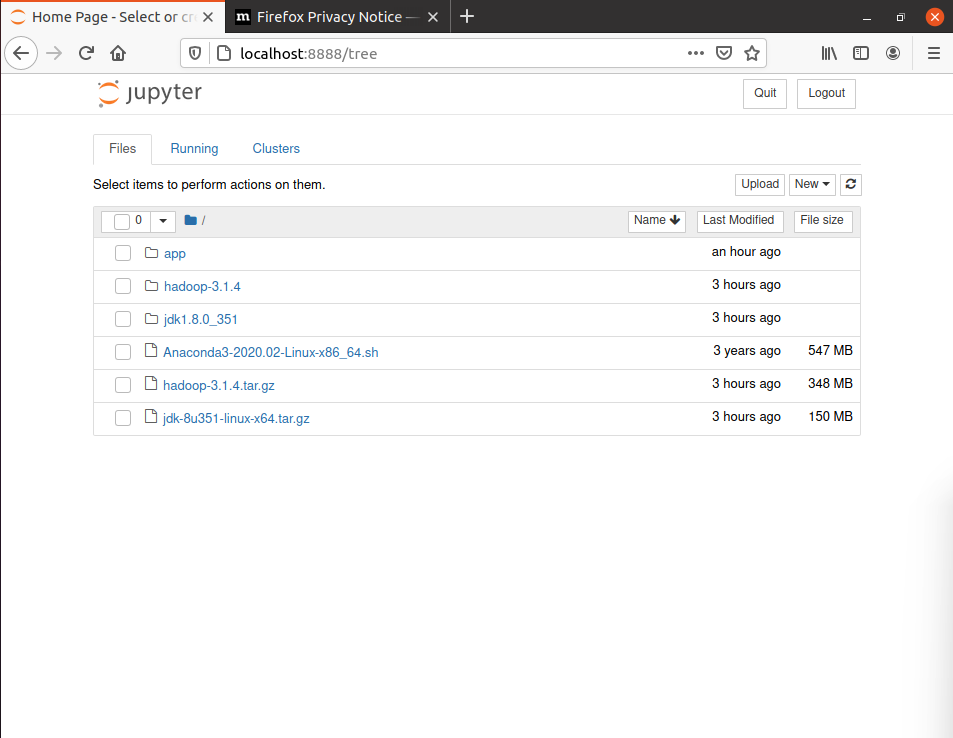 Home Page - Select or cr
m Firefox Privacy Notice —
localhost:8888/tree
jupyter
Quit
Logout
Files
Running
Clusters
Select items to perform actions on them.
Upload
New
0
/
Name
Last Modified
File size
app
an hour ago
hadoop-3.1.4
3 hours ago
jdk1.8.0_351
3 hours ago
Anaconda3-2020.02-Linux-x86_64.sh
3 years ago
547 MB
hadoop-3.1.4.tar.gz
3 hours ago
348 MB
jdk-8u351-linux-x64.tar.gz
3 hours ago
150 MB